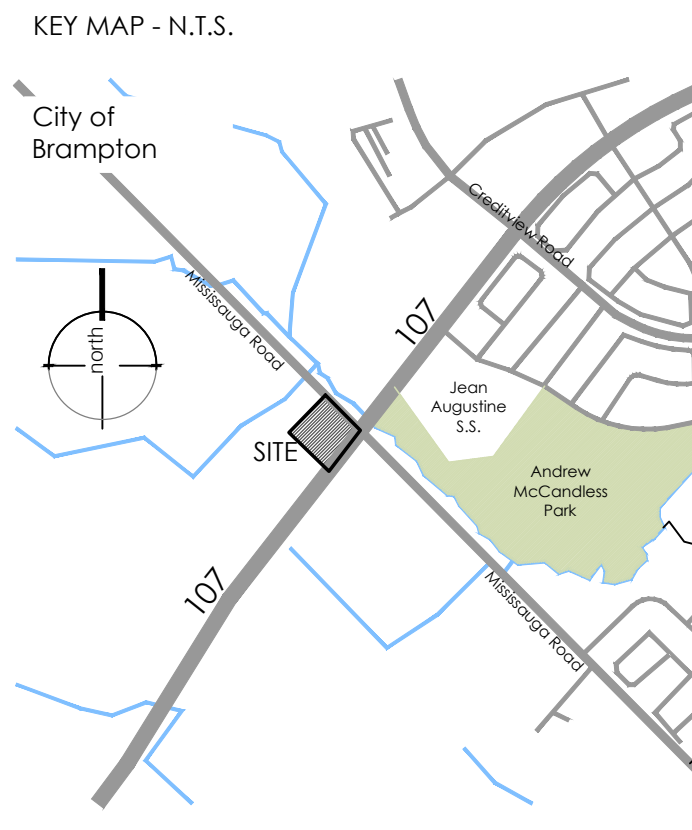 KEY MAP - N.T.S.
City of
Brampton
Creditview Road
Mississauga Road
107
north
Jean
Augustine
S.S.
SITE
Andrew
McCandless
Park
107
Mississauga Road